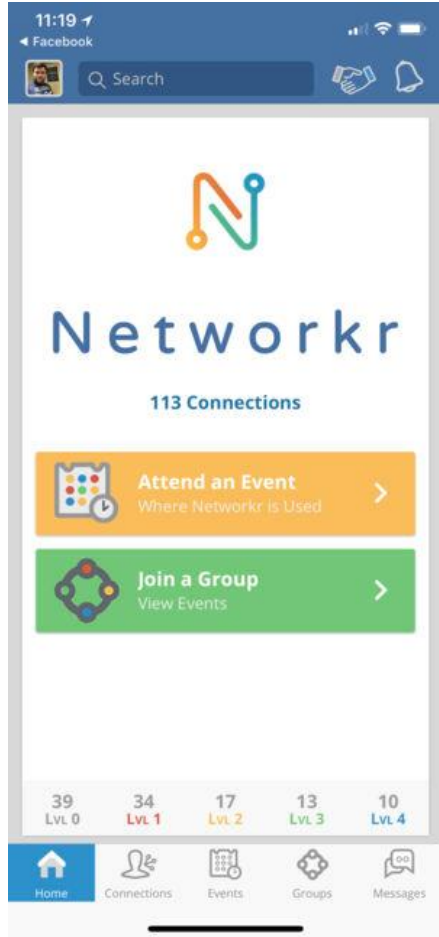 11:19
◀ Facebook
Search
Networkr
113 Connections
Attend an Event
Where Networkr is Used
Join a Group
View Events
39 34 17 13 10
LVL 0 LVL 1 LVL 2 LVL 3 LVL 4
Home Connections Events Groups Messages